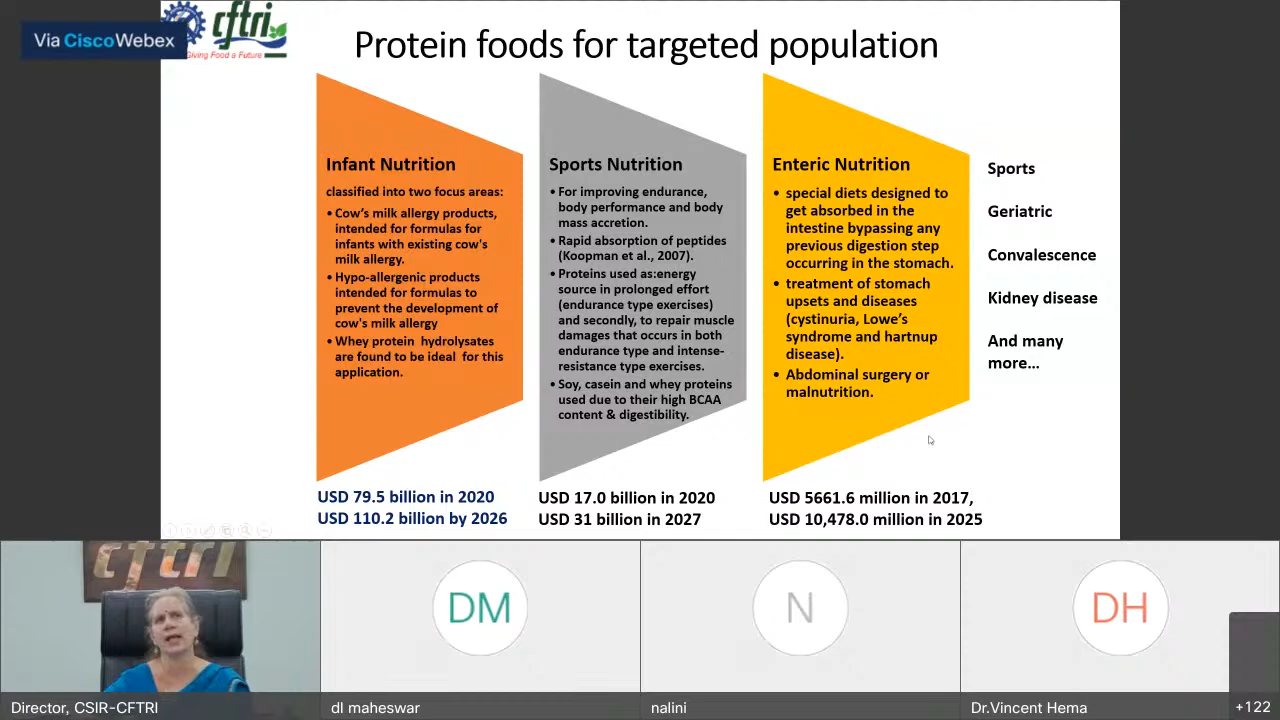 Via Cisco Webex
cftri
Giving Food a Future
Protein foods for targeted population
Infant Nutrition
classified into two focus areas:
• Cow's milk allergy products,
intended for formulas for
infants with existing cow's
milk allergy.
• Hypo-allergenic products
intended for formulas to
prevent the development of
cow's milk allergy
• Whey protein hydrolysates
are found to be ideal for this
application.
USD 79.5 billion in 2020
USD 110.2 billion by 2026
Sports Nutrition
• For improving endurance,
body performance and body
mass accretion.
• Rapid absorption of peptides
(Koopman et al., 2007).
• Proteins used as:energy
source in prolonged effort
(endurance type exercises)
and secondly, to repair muscle
damages that occurs in both
endurance type and intense-
resistance type exercises.
• Soy, casein and whey proteins
used due to their high BCAA
content & digestibility.
USD 17.0 billion in 2020
USD 31 billion in 2027
Enteric Nutrition
• special diets designed to
get absorbed in the
intestine bypassing any
previous digestion step
occurring in the stomach.
• treatment of stomach
upsets and diseases
(cystinuria, Lowe's
syndrome and hartnup
disease).
• Abdominal surgery or
malnutrition.
USD 5661.6 million in 2017,
USD 10,478.0 million in 2025
Sports
Geriatric
Convalescence
Kidney disease
And many
more...
cftri
DM
N
DH
Director, CSIR-CFTRI
dl maheswar
nalini
Dr.Vincent Hema
+122